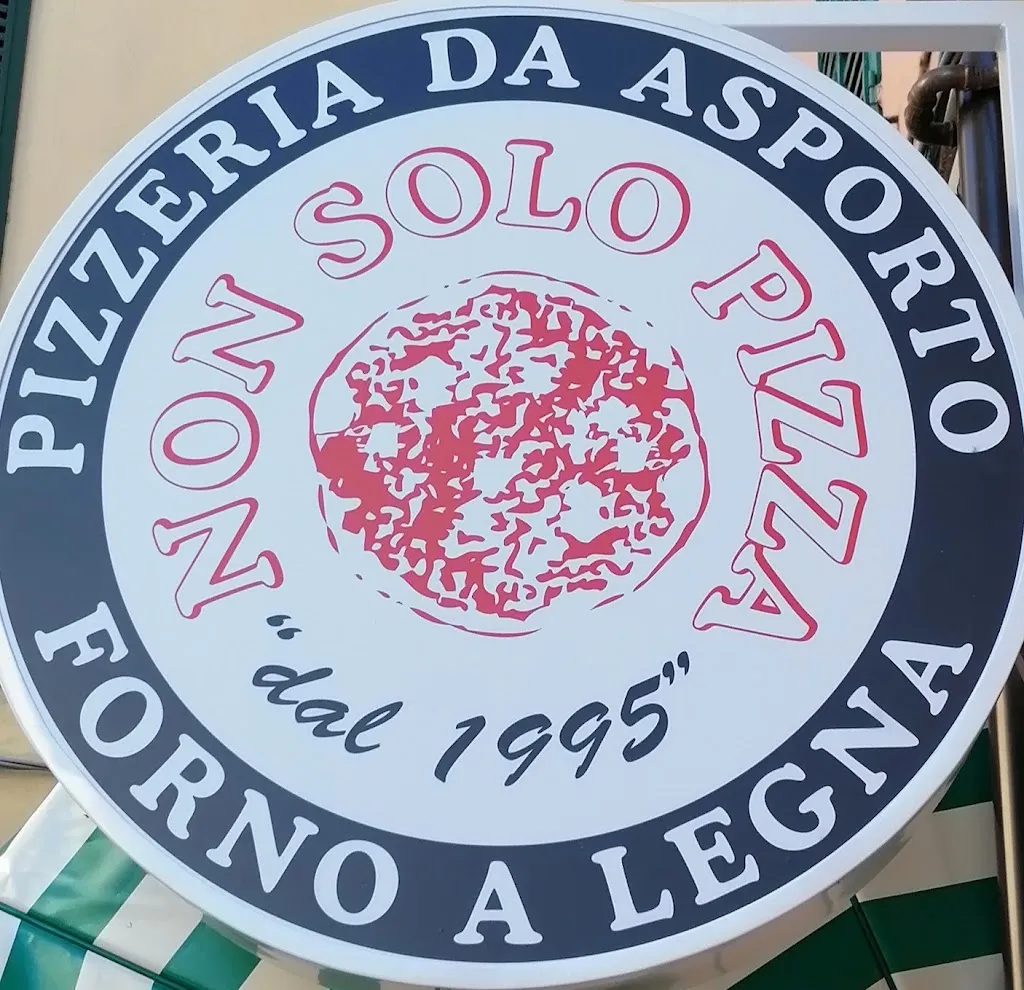 PIZZERIA DA ASPORTO
NON SOLO PIZZA
“dal 1995”
FORNO A LEGNA